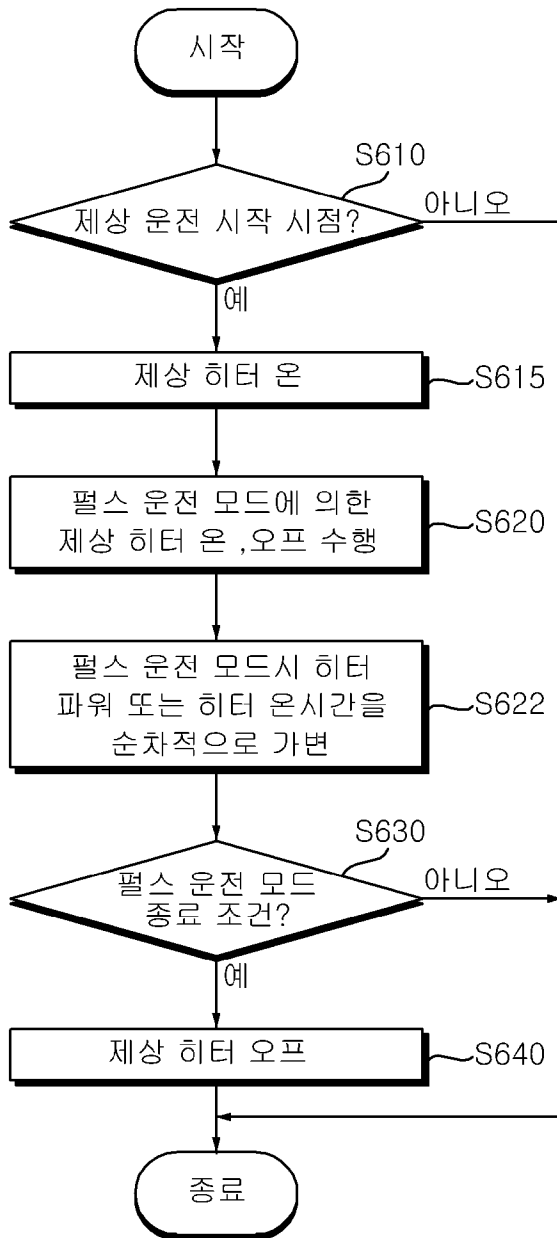 시작
S610
제상 운전 시작 시점?
아니오
예
제상 히터 온
S615
펄스 운전 모드에 의한
제상 히터 온 ,오프 수행
S620
펄스 운전 모드시 히터
파워 또는 히터 온시간을
순차적으로 가변
S622
S630
펄스 운전 모드
종료 조건?
아니오
예
제상 히터 오프
S640
종료